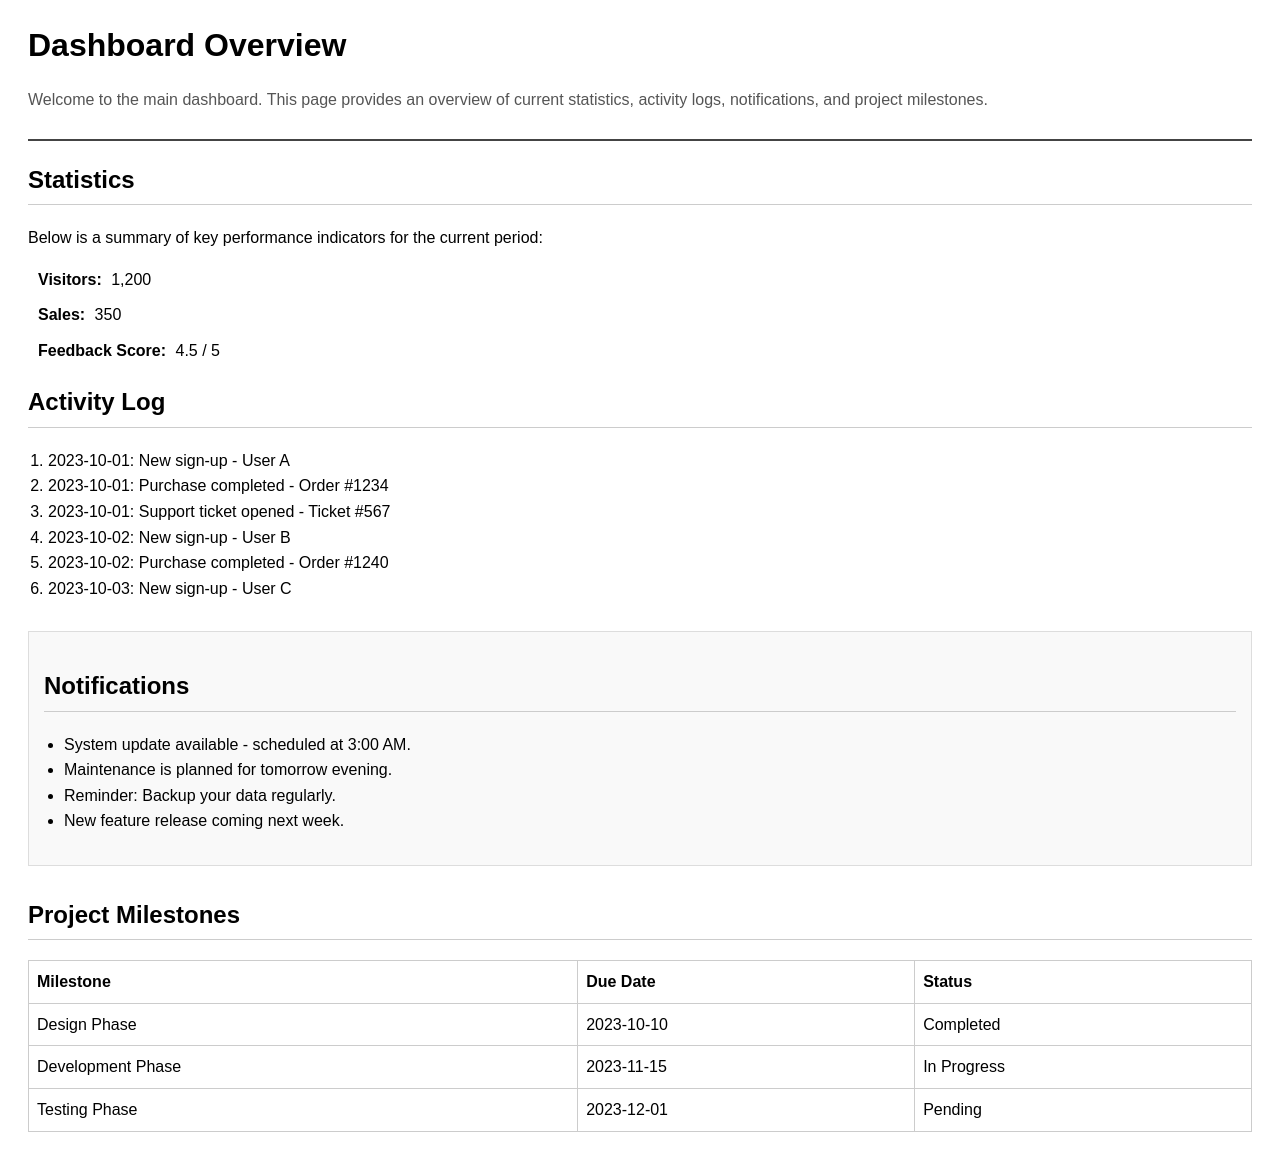 Dashboard Overview
Welcome to the main dashboard. This page provides an overview of current statistics, activity logs, notifications, and project milestones.
Statistics
Below is a summary of key performance indicators for the current period:
Visitors: 1,200
Sales: 350
Feedback Score: 4.5 / 5
Activity Log
1. 2023-10-01: New sign-up - User A
2. 2023-10-01: Purchase completed - Order #1234
3. 2023-10-01: Support ticket opened - Ticket #567
4. 2023-10-02: New sign-up - User B
5. 2023-10-02: Purchase completed - Order #1240
6. 2023-10-03: New sign-up - User C
Notifications
• System update available - scheduled at 3:00 AM.
• Maintenance is planned for tomorrow evening.
• Reminder: Backup your data regularly.
• New feature release coming next week.
Project Milestones
Milestone Due Date Status
Design Phase 2023-10-10 Completed
Development Phase 2023-11-15 In Progress
Testing Phase 2023-12-01 Pending